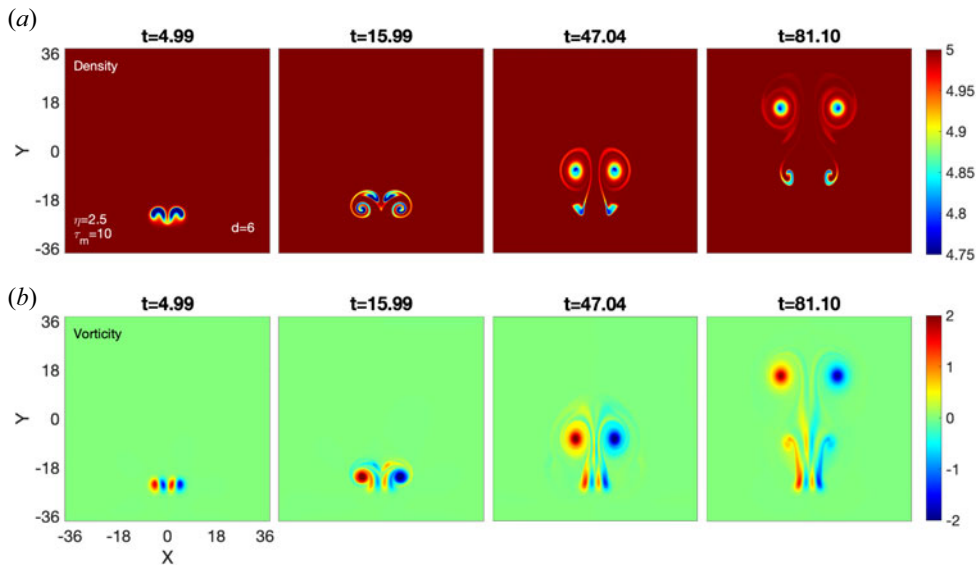 (a)
t=4.99 t=15.99 t=47.04 t=81.10
Density
36
18
0
-18
-36
Y
η=2.5
τm=10
d=6
5
4.95
4.9
4.85
4.8
4.75
(b)
t=4.99 t=15.99 t=47.04 t=81.10
Vorticity
36
18
0
-18
-36
Y
-36 -18 0 18 36
X
2
1
0
-1
-2